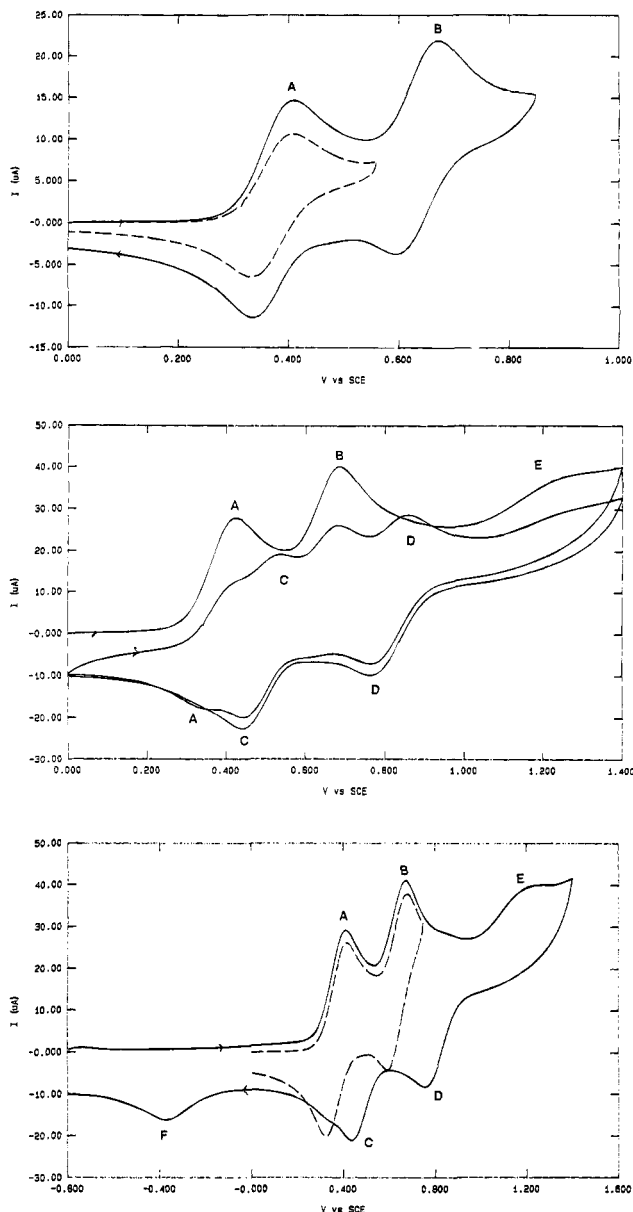 25.00
B
20.00
A
15.00
10.00
I (uA)
5.000
-0.000
-5.000
-10.00
-15.00
0.000 0.200 0.400 0.600 0.800 1.000
V vs SCE
50.00
B
40.00
E
A
30.00
20.00
D
C
I (uA)
10.00
-0.000
-10.00
D
A
-20.00
C
-30.00
0.000 0.200 0.400 0.600 0.800 1.000 1.200 1.400
V vs SCE
50.00
B
E
40.00
A
30.00
20.00
I (uA)
10.00
-0.000
-10.00
D
-20.00
F
C
-30.00
-0.600 -0.400 -0.000 0.400 0.800 1.200 1.600
V vs SCE